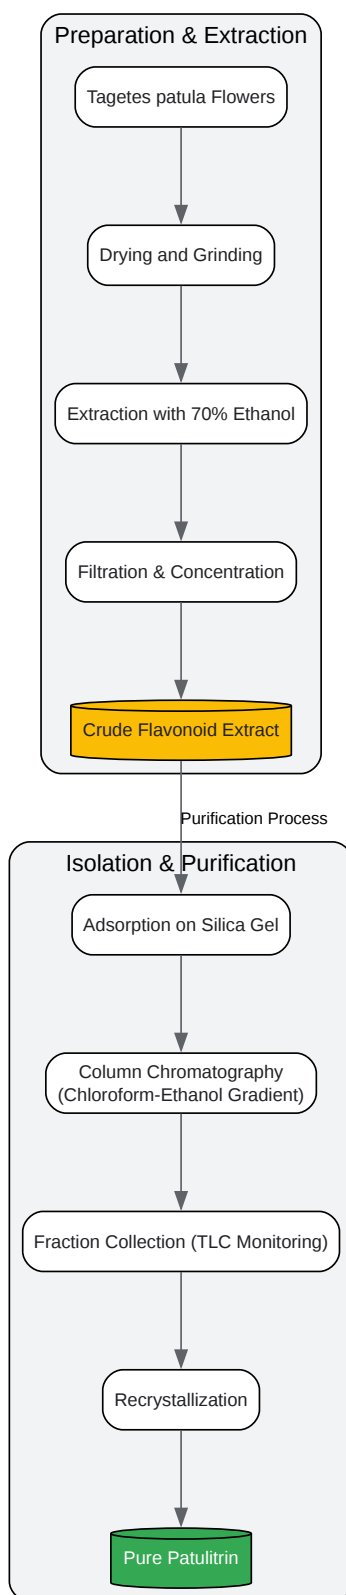 Preparation & Extraction
Tagetes patula Flowers
Drying and Grinding
Extraction with 70% Ethanol
Filtration & Concentration
Crude Flavonoid Extract
Purification Process
Isolation & Purification
Adsorption on Silica Gel
Column Chromatography
(Chloroform-Ethanol Gradient)
Fraction Collection (TLC Monitoring)
Recrystallization
Pure Patulitrin